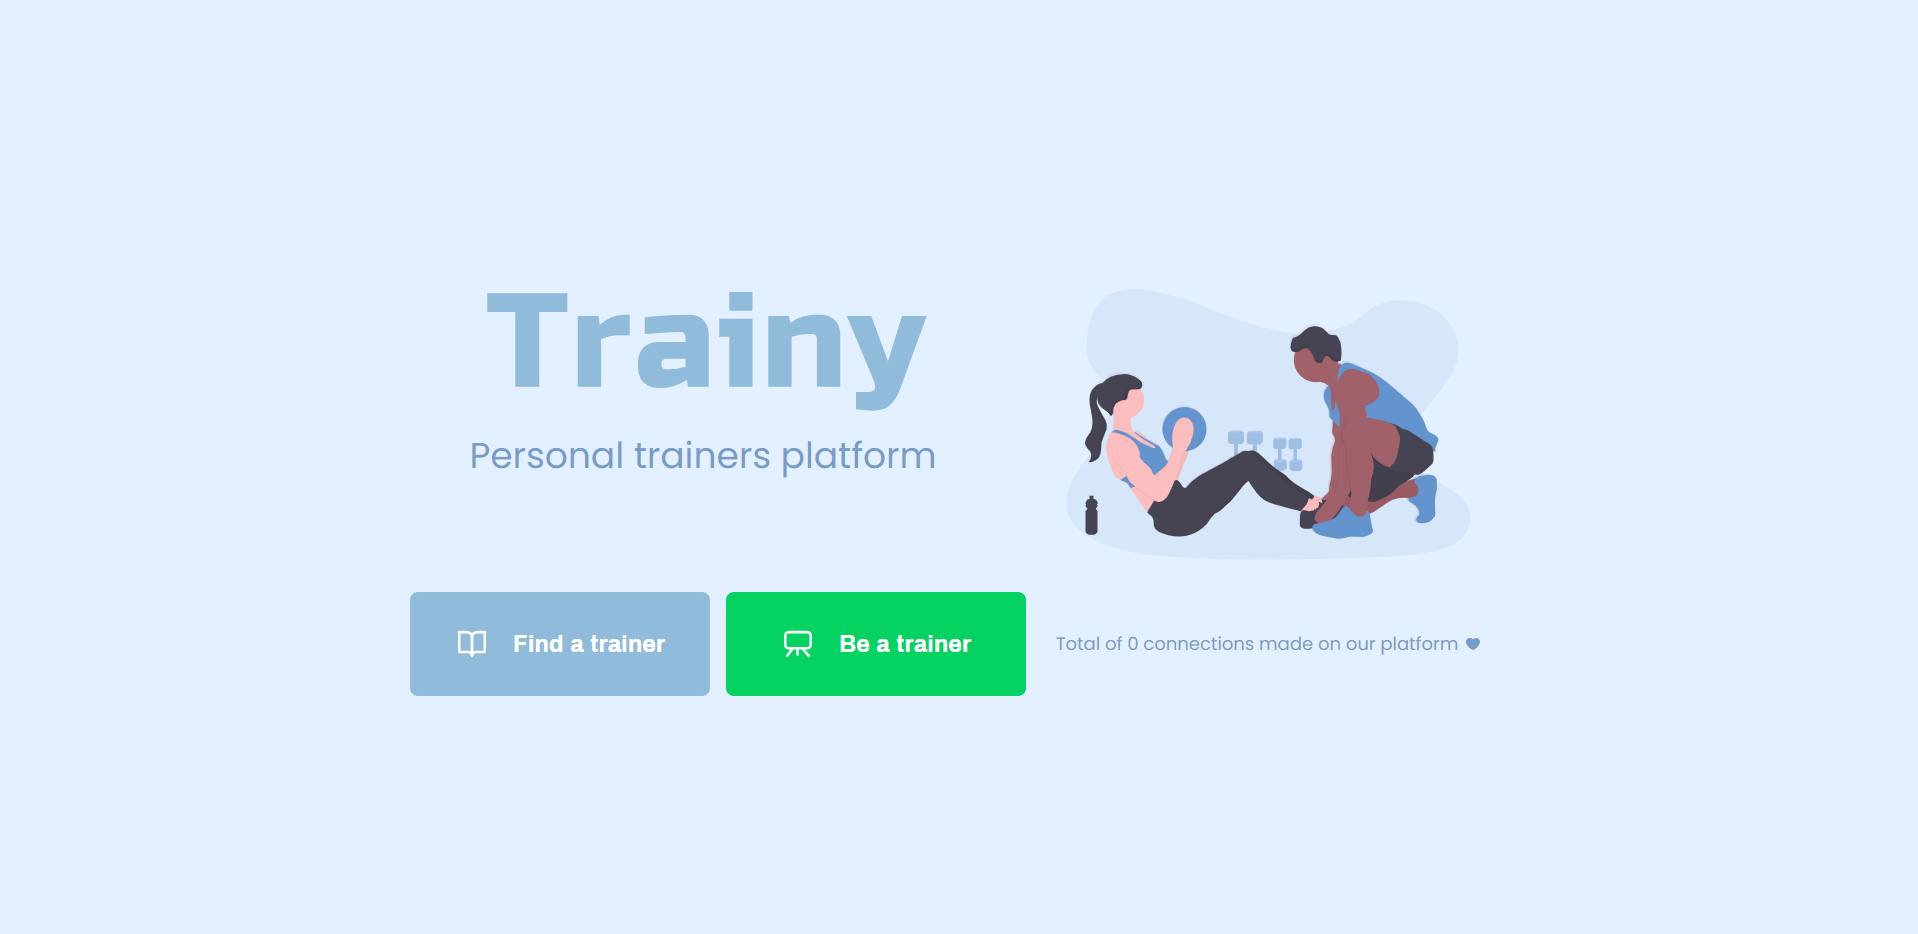 Trainy
Personal trainers platform
Find a trainer
Be a trainer
Total of 0 connections made on our platform